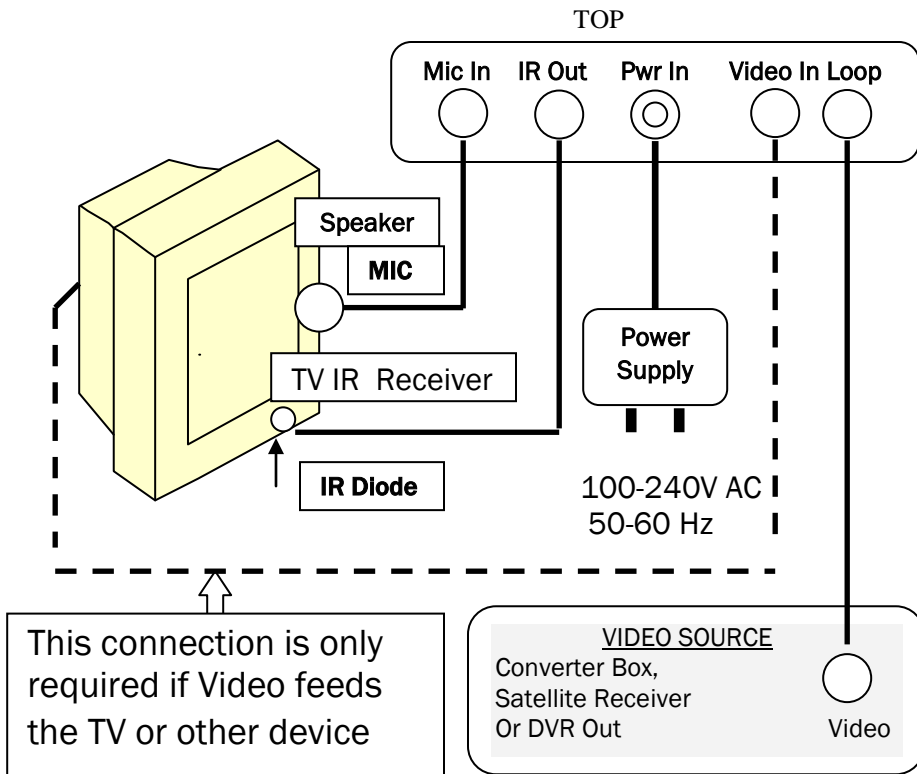 TOP
Mic In IR Out Pwr In Video In Loop
Speaker
MIC
TV IR Receiver
IR Diode
Power
Supply
100-240V AC
50-60 Hz
This connection is only
required if Video feeds
the TV or other device
VIDEO SOURCE
Converter Box,
Satellite Receiver
Or DVR Out
Video